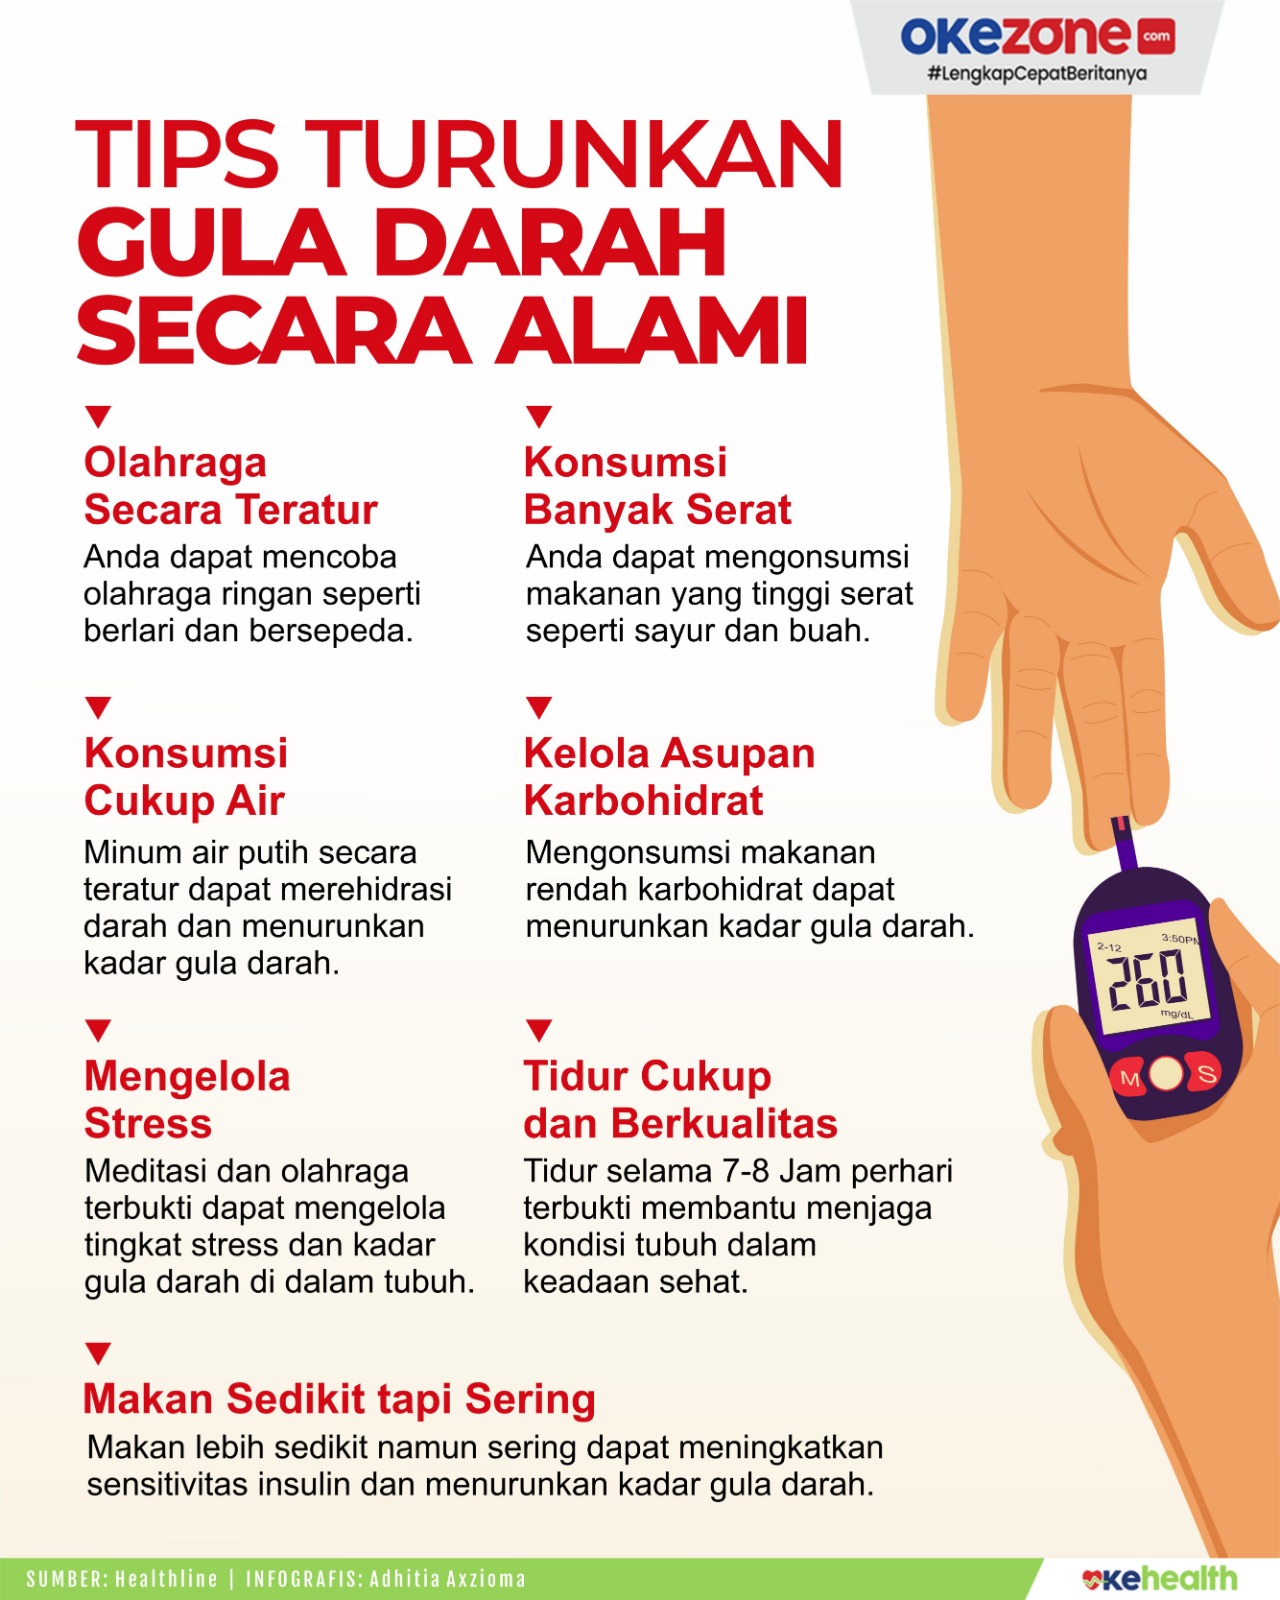 OKezone com
#LengkapCepatBeritanya
TIPS TURUNKAN
GULA DARAH
SECARA ALAMI
Olahraga
Secara Teratur
Anda dapat mencoba
olahraga ringan seperti
berlari dan bersepeda.
Konsumsi
Banyak Serat
Anda dapat mengonsumsi
makanan yang tinggi serat
seperti sayur dan buah.
Konsumsi
Cukup Air
Minum air putih secara
teratur dapat merehidrasi
darah dan menurunkan
kadar gula darah.
Kelola Asupan
Karbohidrat
Mengonsumsi makanan
rendah karbohidrat dapat
menurunkan kadar gula darah.
Mengelola
Stress
Meditasi dan olahraga
terbukti dapat mengelola
tingkat stress dan kadar
gula darah di dalam tubuh.
Tidur Cukup
dan Berkualitas
Tidur selama 7-8 Jam perhari
terbukti membantu menjaga
kondisi tubuh dalam
keadaan sehat.
Makan Sedikit tapi Sering
Makan lebih sedikit namun sering dapat meningkatkan
sensitivitas insulin dan menurunkan kadar gula darah.
2-12 3:50PM
260
mg/dL
M S
SUMBER: Healthline | INFOGRAFIS: Adhitia Axzioma
okehealth